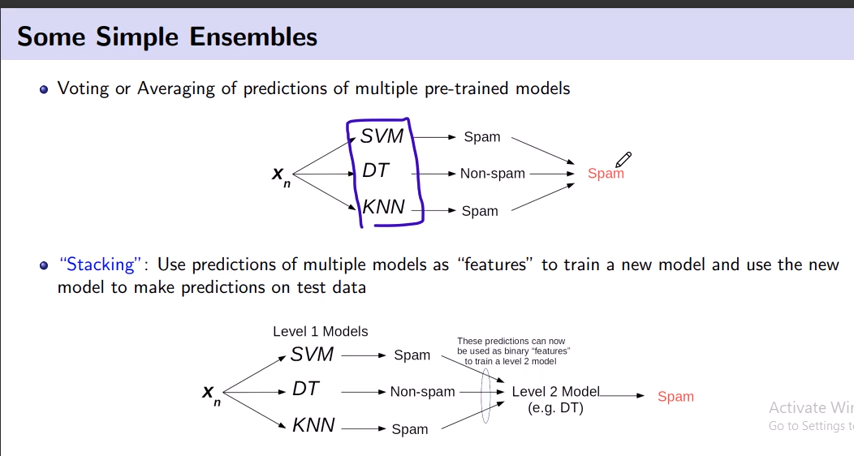 Some Simple Ensembles
Voting or Averaging of predictions of multiple pre-trained models
SVM
Spam
Xn
DT
Non-spam
Spam
KNN
Spam
"Stacking": Use predictions of multiple models as "features" to train a new model and use the new
model to make predictions on test data
Level 1 Models
These predictions can now
be used as binary "features"
to train a level 2 model
SVM
Spam
Xn
DT
Non-spam
Level 2 Model
(e.g. DT)
Spam
KNN
Spam
Activate Win
Go to Settings to